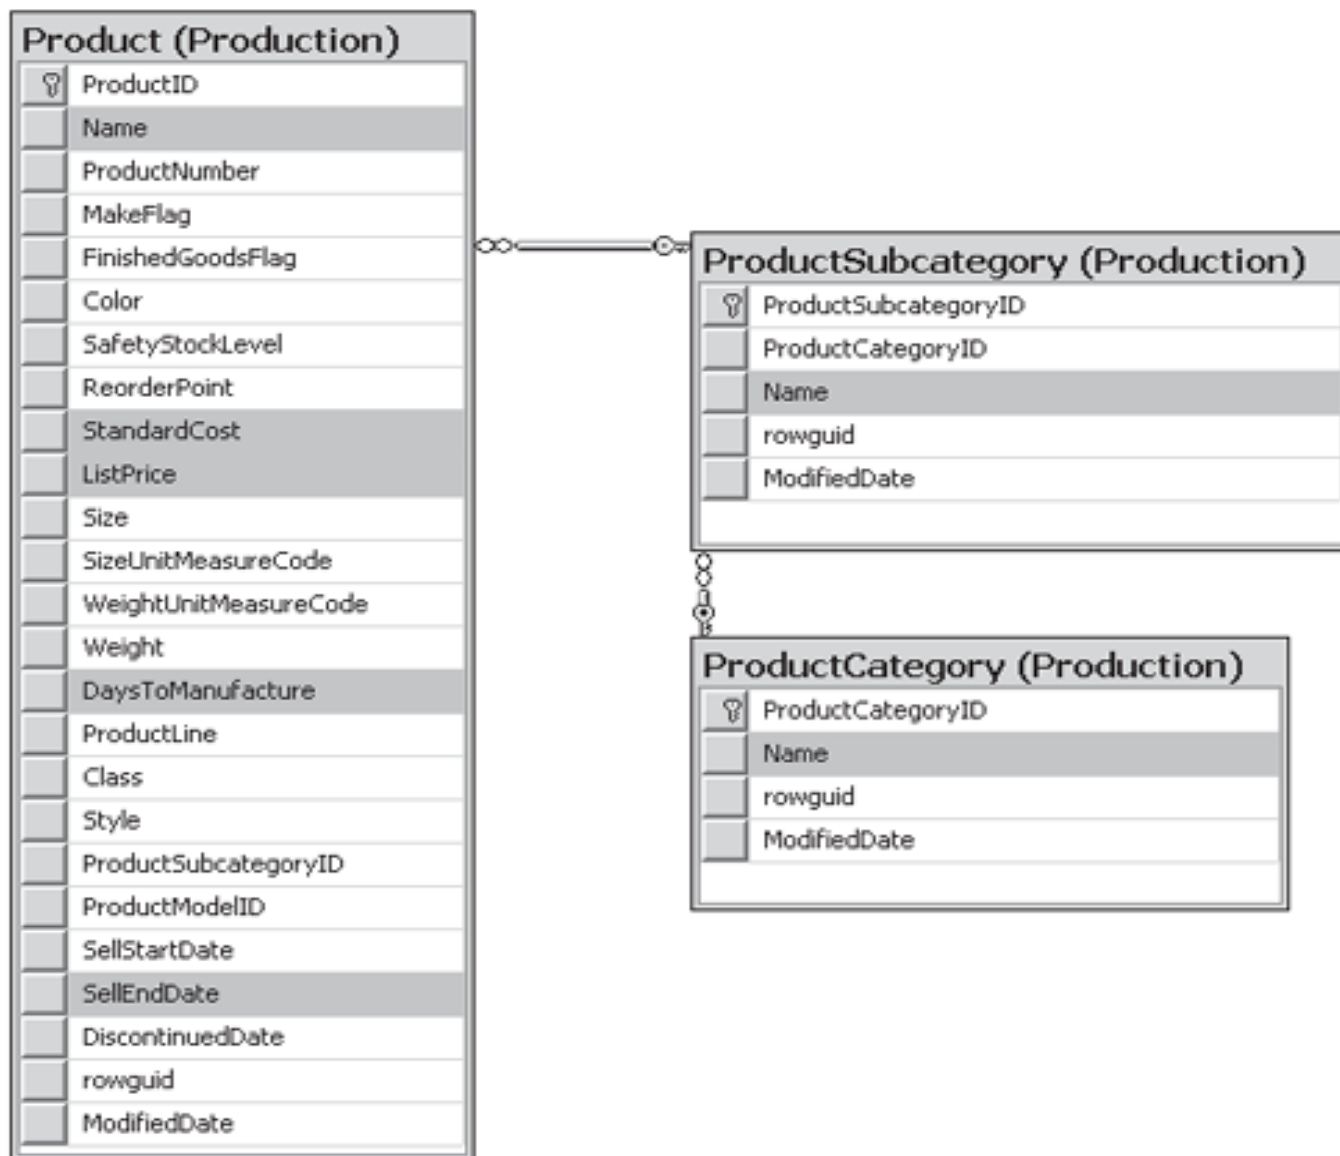 Product (Production)
ProductID
Name
ProductNumber
MakeFlag
FinishedGoodsFlag
Color
SafetyStockLevel
ReorderPoint
StandardCost
ListPrice
Size
SizeUnitMeasureCode
WeightUnitMeasureCode
Weight
DaysToManufacture
ProductLine
Class
Style
ProductSubcategoryID
ProductModelID
SellStartDate
SellEndDate
DiscontinuedDate
rowguid
ModifiedDate
ProductSubcategory (Production)
ProductSubcategoryID
ProductCategoryID
Name
rowguid
ModifiedDate
ProductCategory (Production)
ProductCategoryID
Name
rowguid
ModifiedDate